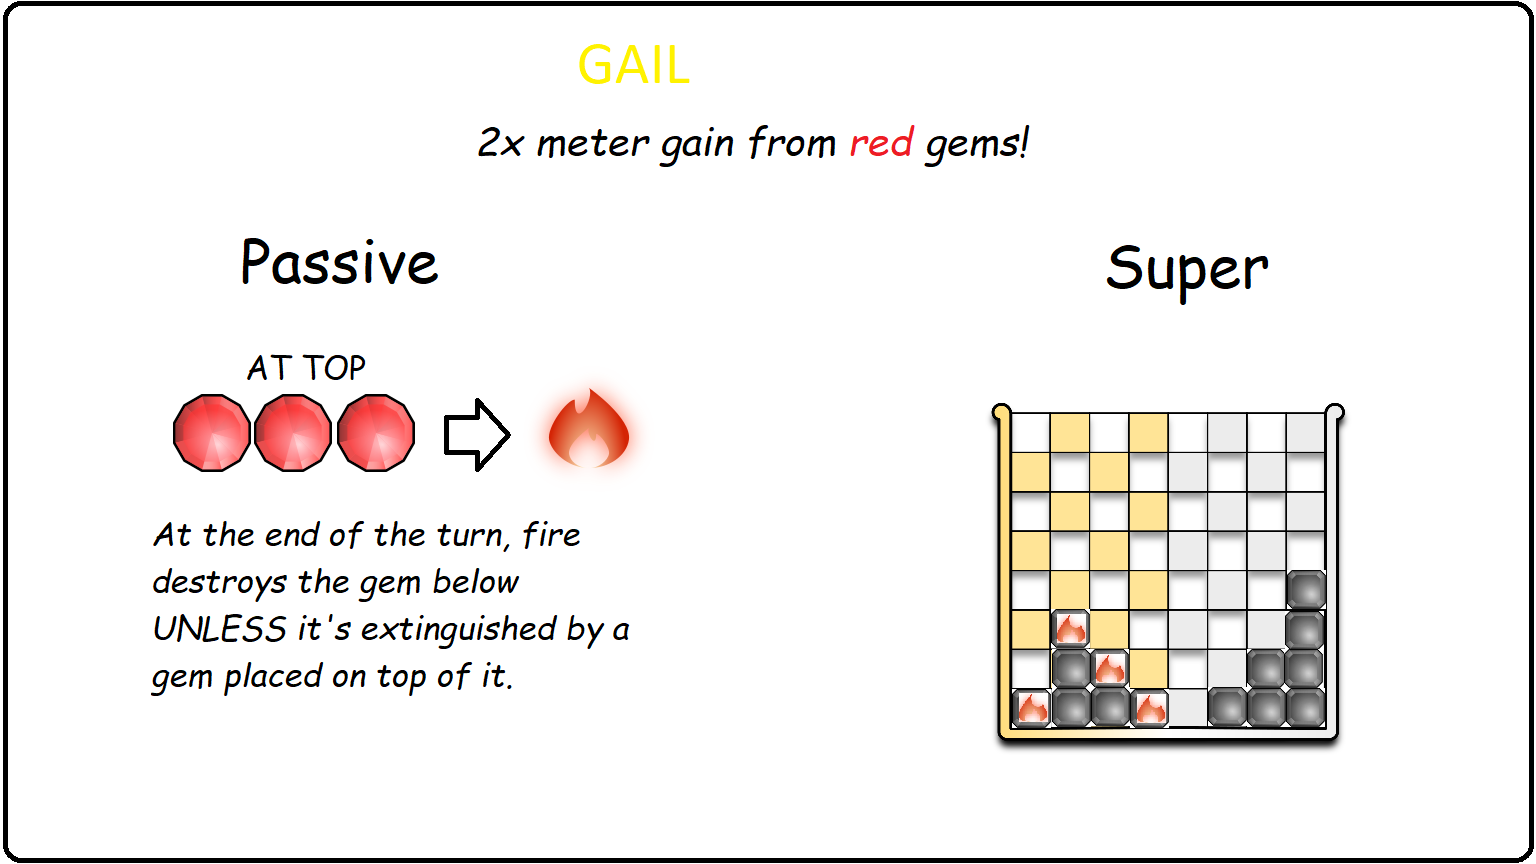 GAIL
2x meter gain from red gems!
Passive
Super
AT TOP
At the end of the turn, fire
destroys the gem below
UNLESS it's extinguished by a
gem placed on top of it.